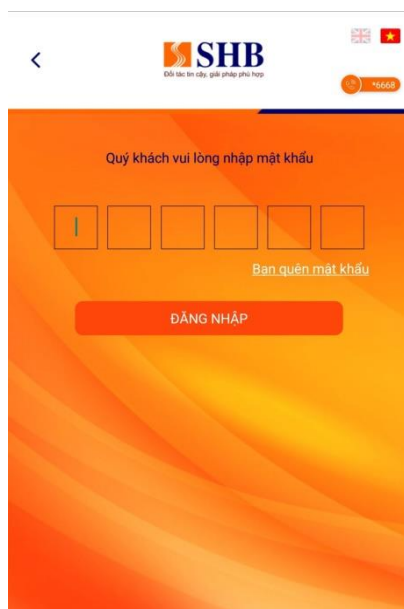 SHB
Đối tác tin cậy, giải pháp phù hợp
*6668
Quý khách vui lòng nhập mật khẩu
Bạn quên mật khẩu
ĐĂNG NHẬP